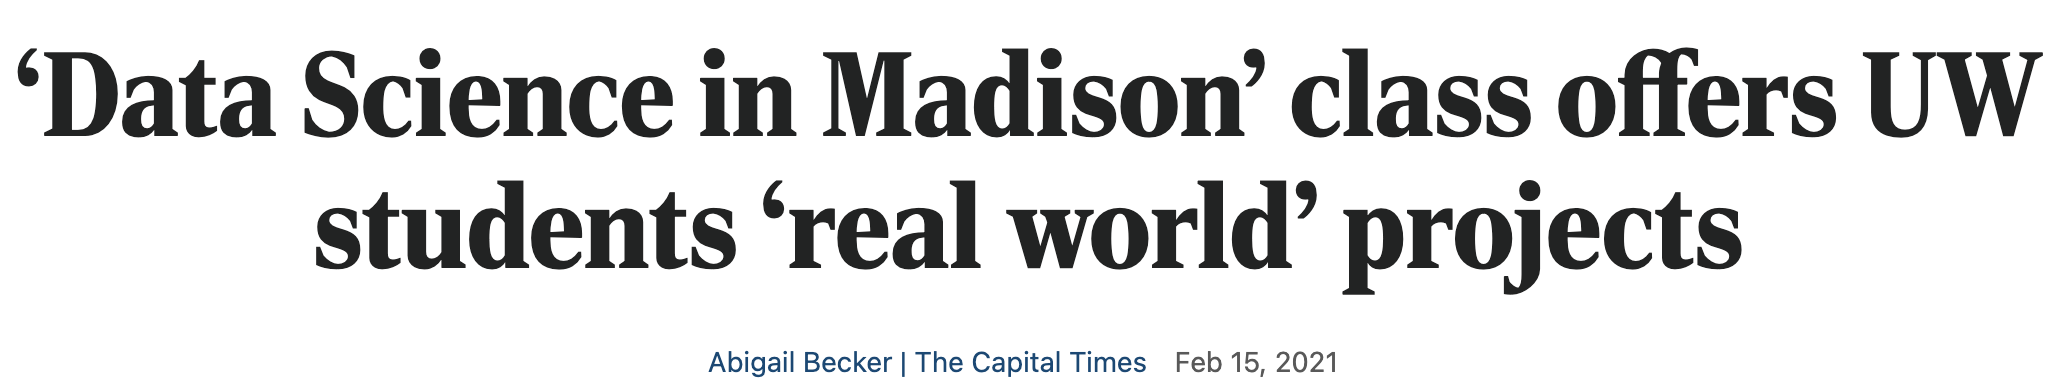 ‘Data Science in Madison’ class offers UW
students ‘real world’ projects
Abigail Becker | The Capital Times Feb 15, 2021